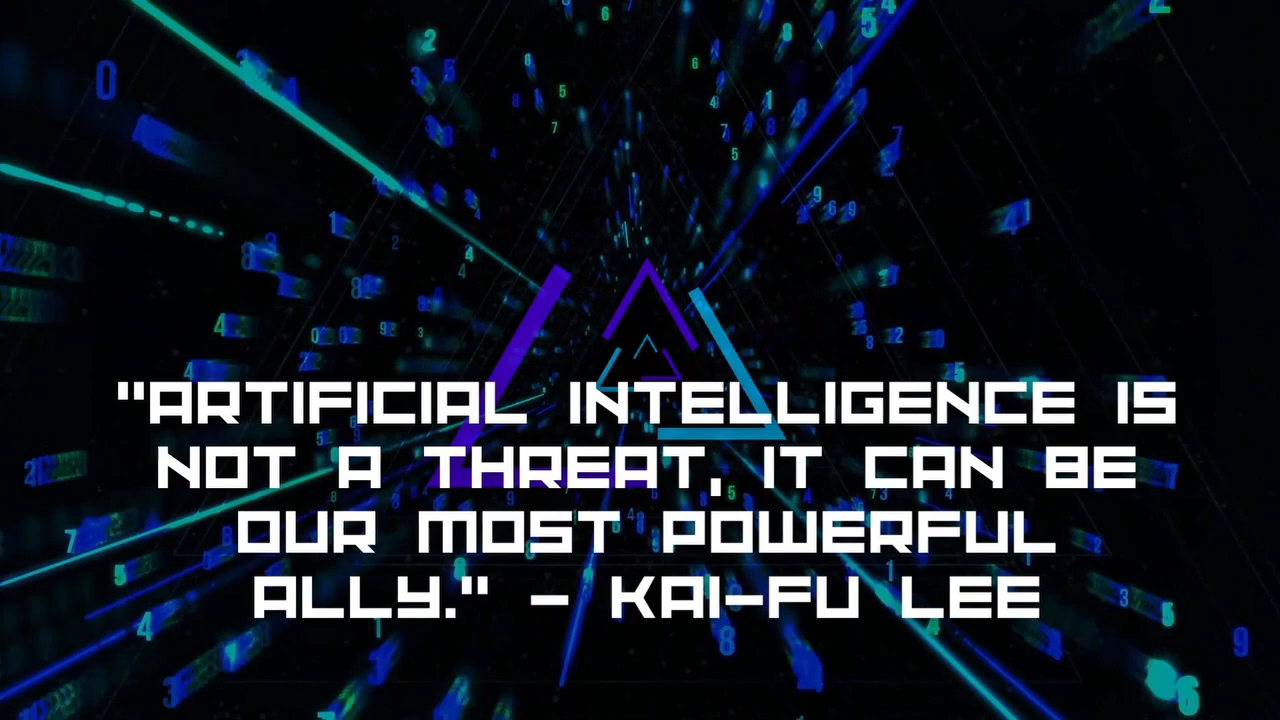 "ARTIFICIAL INTELLIGENCE IS
NOT A THREAT, IT CAN BE
OUR MOST POWERFUL
ALLY." - KAI-FU LEE